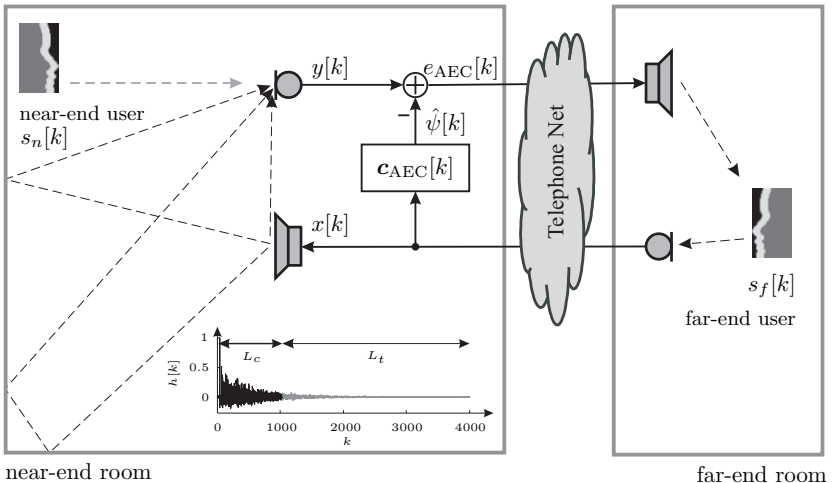 near-end user
s_n[k]
y[k]
e_AEC[k]
−
ψ̂[k]
c_AEC[k]
x[k]
Telephone Net
s_f[k]
far-end user
h[k]
1
0.5
0
L_c
L_t
0 1000 2000 3000 4000
k
near-end room
far-end room